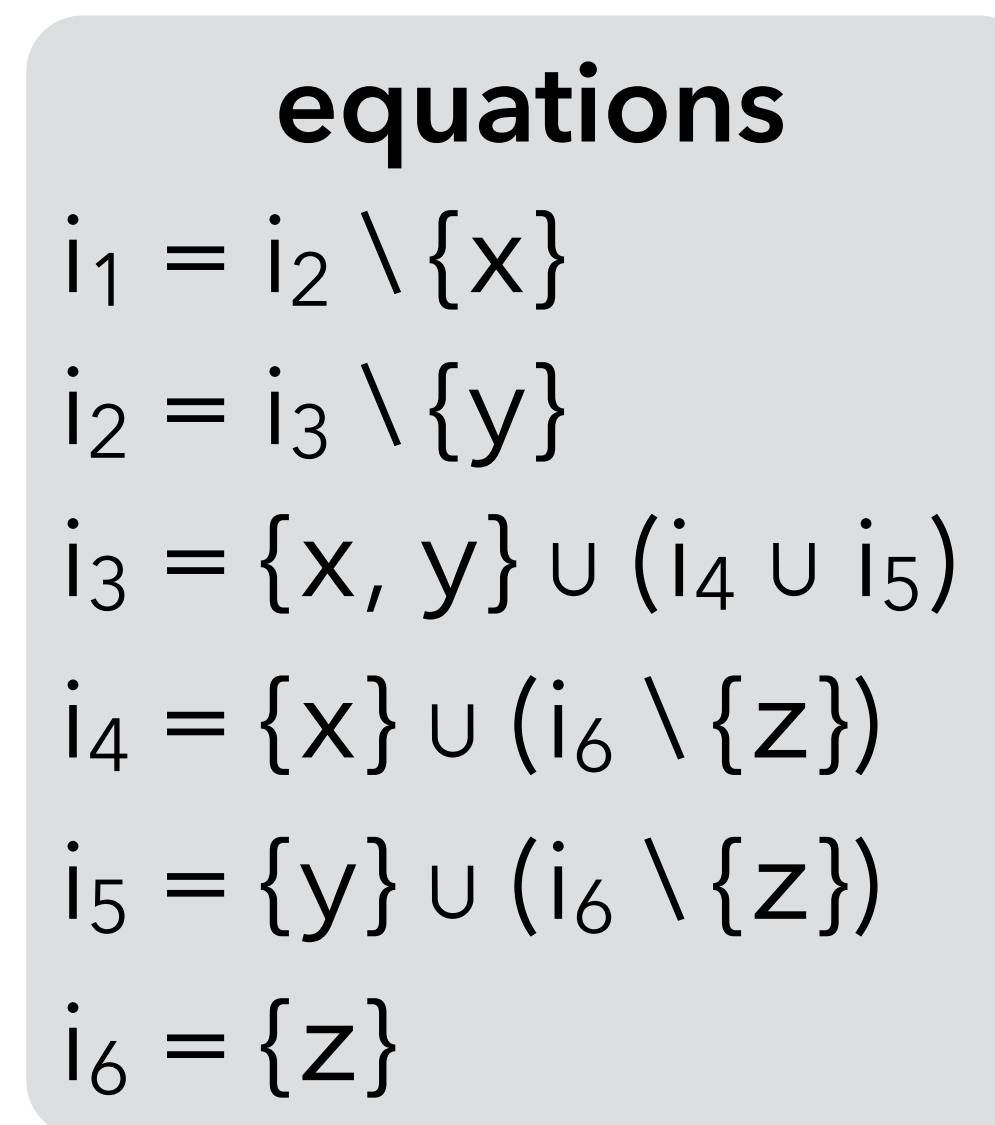 equations
i₁ = i₂ \ {x}
i₂ = i₃ \ {y}
i₃ = {x, y} ∪ (i₄ ∪ i₅)
i₄ = {x} ∪ (i₆ \ {z})
i₅ = {y} ∪ (i₆ \ {z})
i₆ = {z}